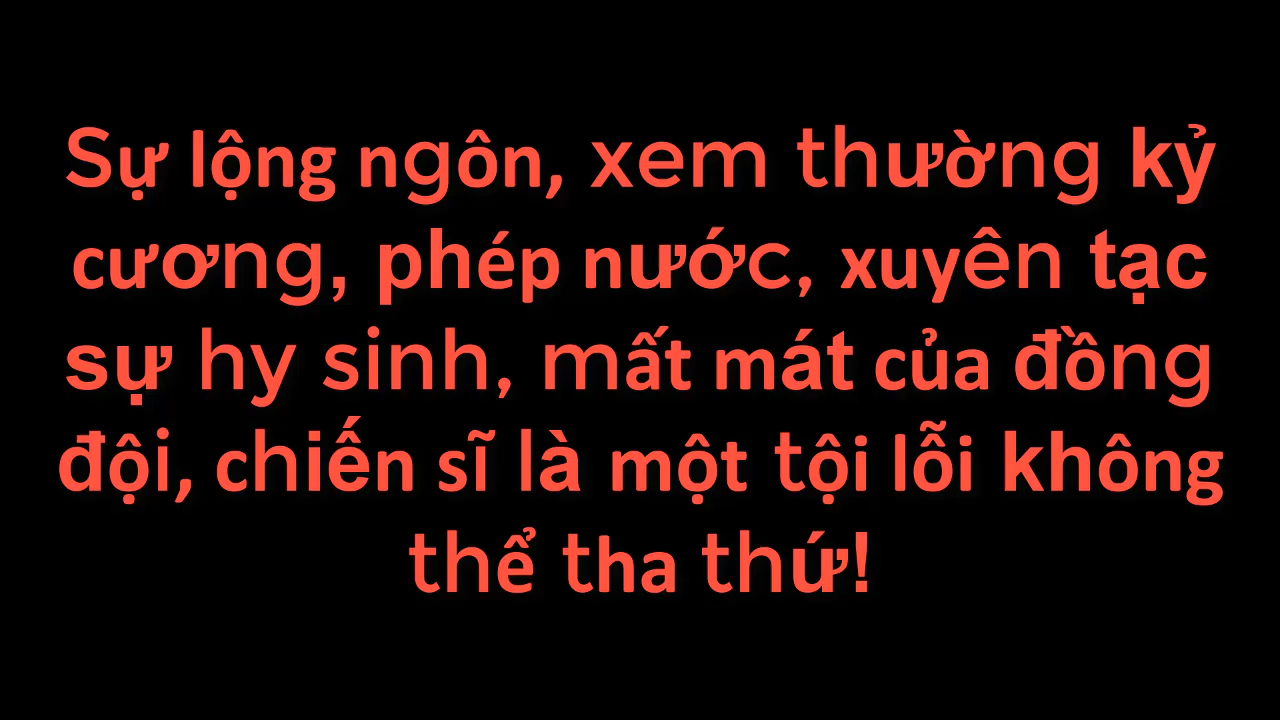 Sự lộng ngôn, xem thường kỷ
cương, phép nước, xuyên tạc
sự hy sinh, mất mát của đồng
đội, chiến sĩ là một tội lỗi không
thể tha thứ!